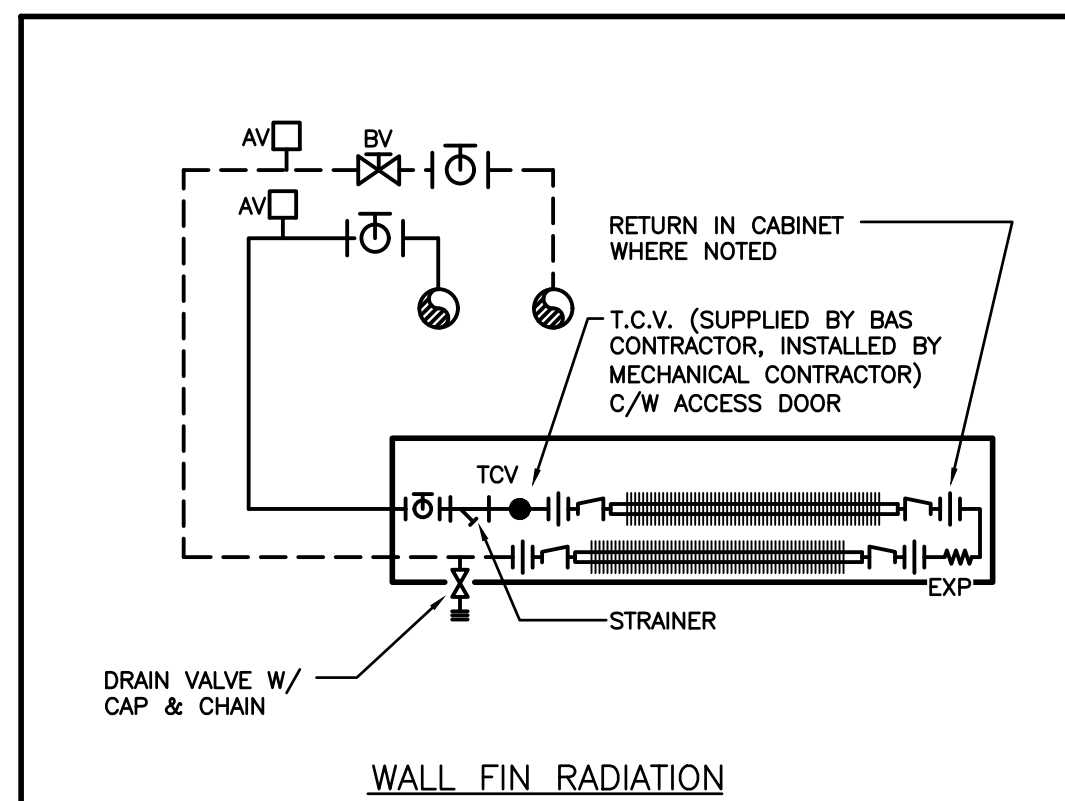 AV
BV
AV
RETURN IN CABINET
WHERE NOTED
T.C.V. (SUPPLIED BY BAS
CONTRACTOR, INSTALLED BY
MECHANICAL CONTRACTOR)
C/W ACCESS DOOR
TCV
EXP
STRAINER
DRAIN VALVE W/
CAP & CHAIN
WALL FIN RADIATION